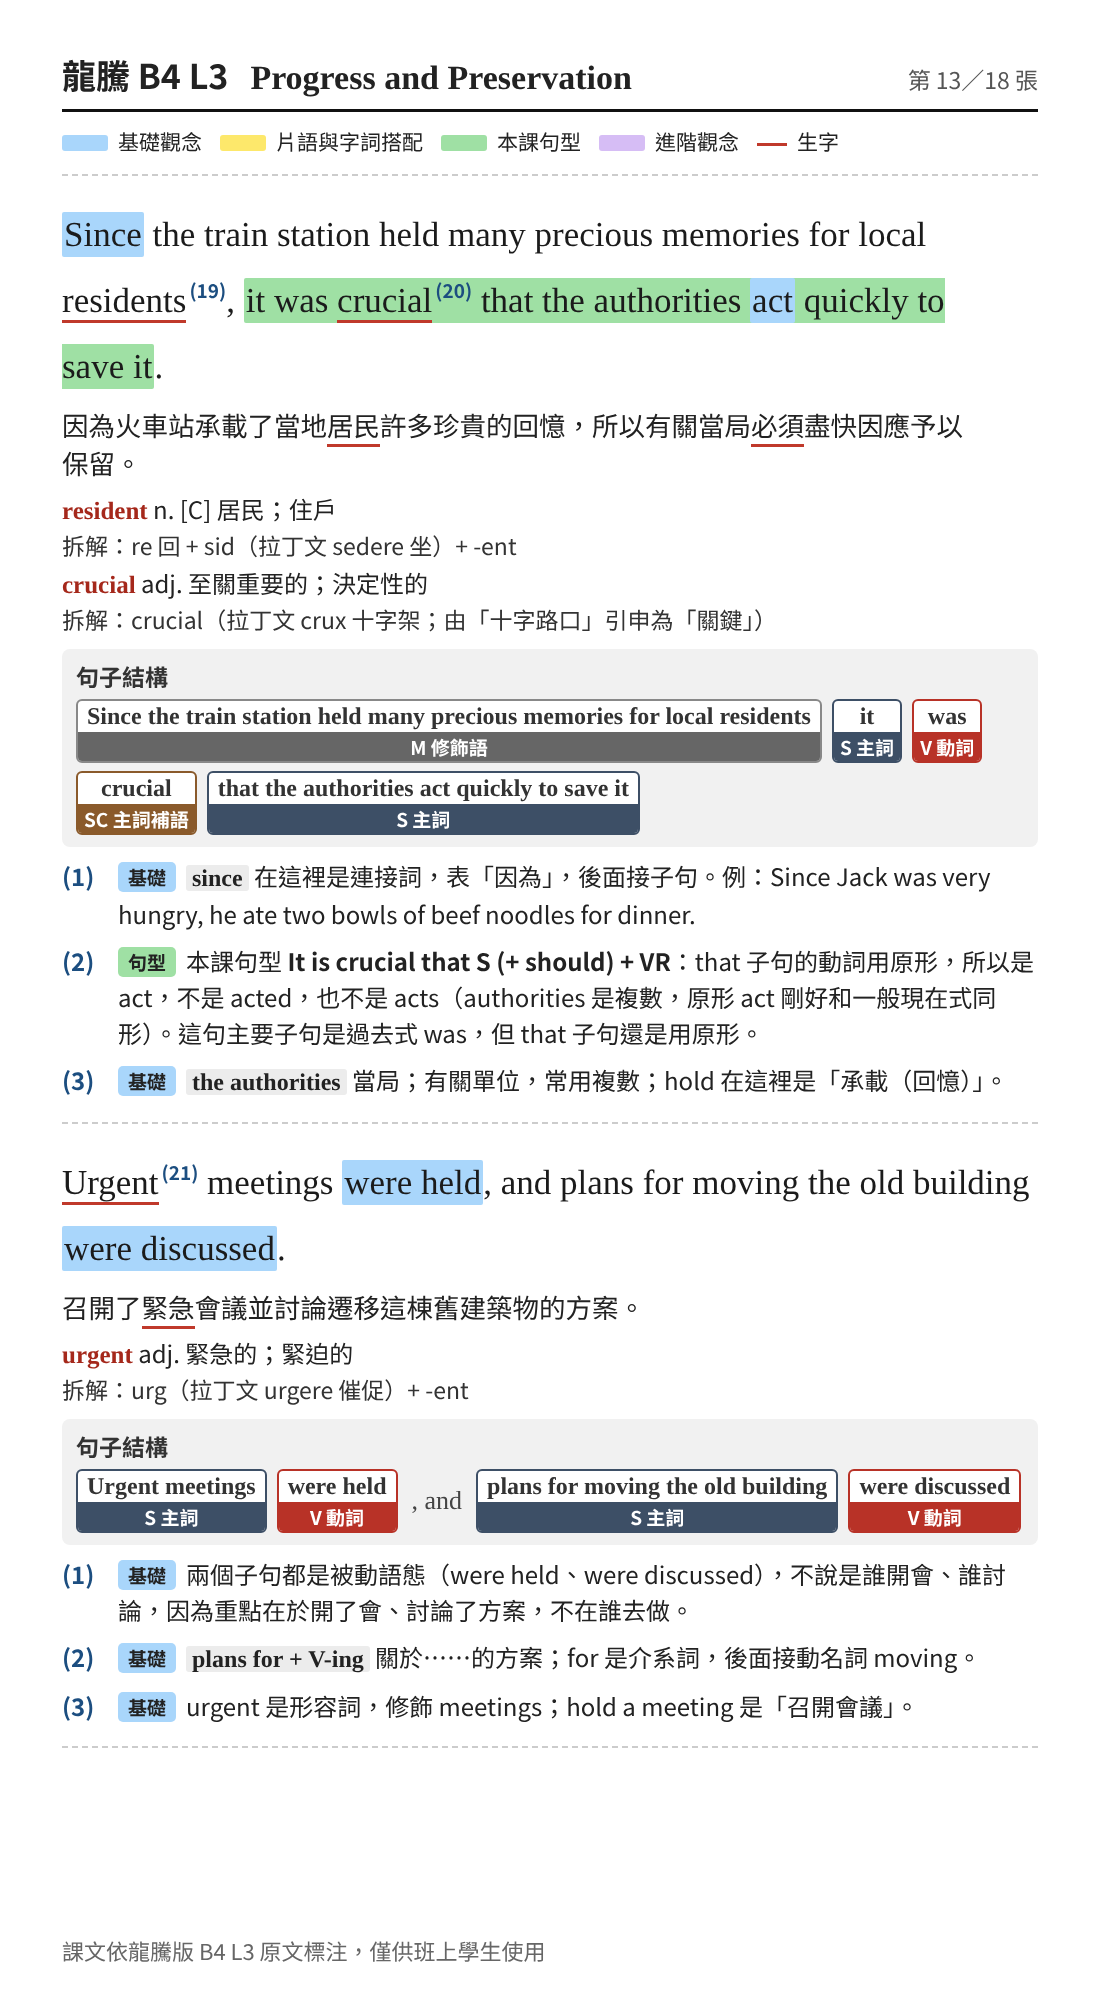 龍騰 B4 L3 Progress and Preservation 第 13／18 張
基礎觀念 片語與字詞搭配 本課句型 進階觀念 生字
Since the train station held many precious memories for local
residents(19), it was crucial(20) that the authorities act quickly to
save it.
因為火車站承載了當地居民許多珍貴的回憶，所以有關當局必須盡快因應予以
保留。
resident n. [C] 居民；住戶
拆解：re 回 + sid（拉丁文 sedere 坐）+ -ent
crucial adj. 至關重要的；決定性的
拆解：crucial（拉丁文 crux 十字架；由「十字路口」引申為「關鍵」）
句子結構
Since the train station held many precious memories for local residents it was
M 修飾語 S 主詞 V 動詞
crucial that the authorities act quickly to save it
SC 主詞補語 S 主詞
(1) 基礎 since 在這裡是連接詞，表「因為」，後面接子句。例：Since Jack was very
hungry, he ate two bowls of beef noodles for dinner.
(2) 句型 本課句型 It is crucial that S (+ should) + VR：that 子句的動詞用原形，所以是
act，不是 acted，也不是 acts（authorities 是複數，原形 act 剛好和一般現在式同
形）。這句主要子句是過去式 was，但 that 子句還是用原形。
(3) 基礎 the authorities 當局；有關單位，常用複數；hold 在這裡是「承載（回憶）」。
Urgent(21) meetings were held, and plans for moving the old building
were discussed.
召開了緊急會議並討論遷移這棟舊建築物的方案。
urgent adj. 緊急的；緊迫的
拆解：urg（拉丁文 urgere 催促）+ -ent
句子結構
Urgent meetings were held , and plans for moving the old building were discussed
S 主詞 V 動詞 S 主詞 V 動詞
(1) 基礎 兩個子句都是被動語態（were held、were discussed），不說是誰開會、誰討
論，因為重點在於開了會、討論了方案，不在誰去做。
(2) 基礎 plans for + V-ing 關於……的方案；for 是介系詞，後面接動名詞 moving。
(3) 基礎 urgent 是形容詞，修飾 meetings；hold a meeting 是「召開會議」。
課文依龍騰版 B4 L3 原文標注，僅供班上學生使用